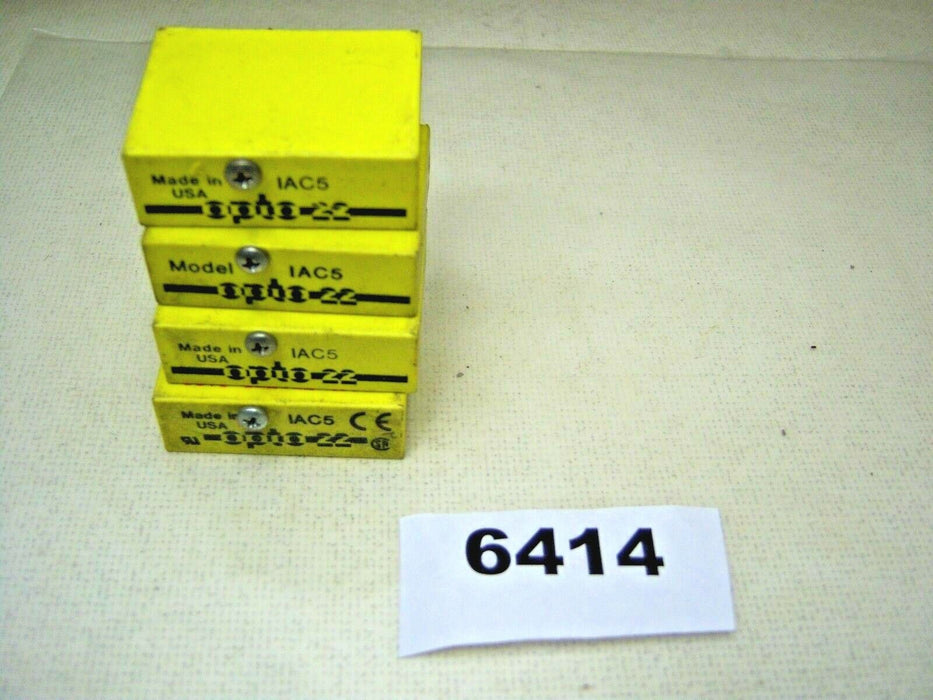 Made in IAC5
USA
opto 22
Model IAC5
opto 22
Made in IAC5
USA
opto 22
Made in IAC5 CE
USA
opto 22
6414